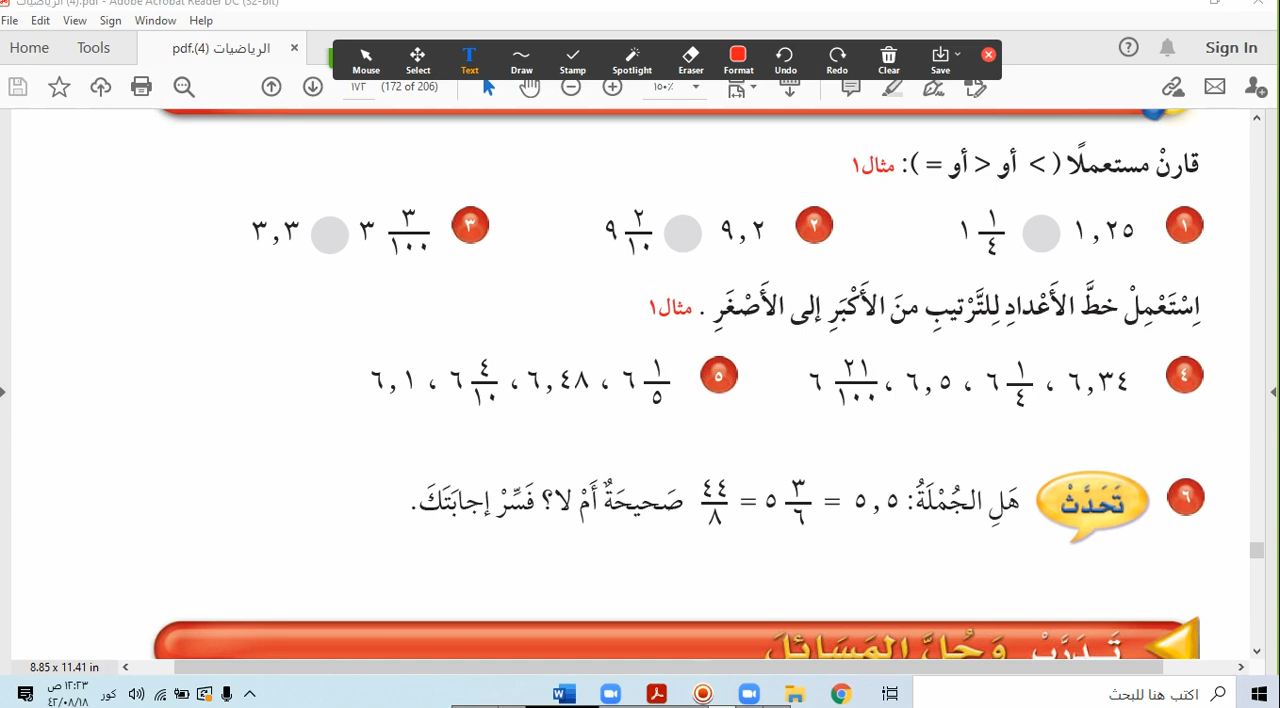 الرياضيات (4).pdf - Adobe Acrobat Reader DC (32-bit)
File Edit View Sign Window Help
Home Tools الرياضيات (4).pdf × Sign In
Mouse Select Text Draw Stamp Spotlight Eraser Format Undo Redo Clear Save
١٧٢ (172 of 206) ١٥٠٪
قارنْ مستعملًا ( > أو < أو = ): مثال١
١ ١,٢٥ ١ ١/٤
٢ ٩,٢ ٩ ٢/١٠
٣ ٣ ٣/١٠٠ ٣,٣
اِسْتَعْمِلْ خطَّ الأَعْدادِ لِلتَّرْتيبِ منَ الأَكْبَرِ إلى الأَصْغَرِ . مثال١
٤ ٦,٣٤ ، ٦ ١/٤ ، ٦,٥ ، ٦ ٢١/١٠٠
٥ ٦ ١/٥ ، ٦,٤٨ ، ٦ ٤/١٠ ، ٦,١
٦ تَحَدَّثْ هَلِ الجُمْلَةُ: ٥,٥ = ٥ ٣/٦ = ٤٤/٨ صَحيحَةٌ أَمْ لا؟ فَسِّرْ إجابَتَكَ.
تَـدَرَّبْ وَحُلَّ المَسَائِلَ
8.85 x 11.41 in
١٢:٢٣ ص
٤٢/٠٨/١٨
كور
اكتب هنا للبحث